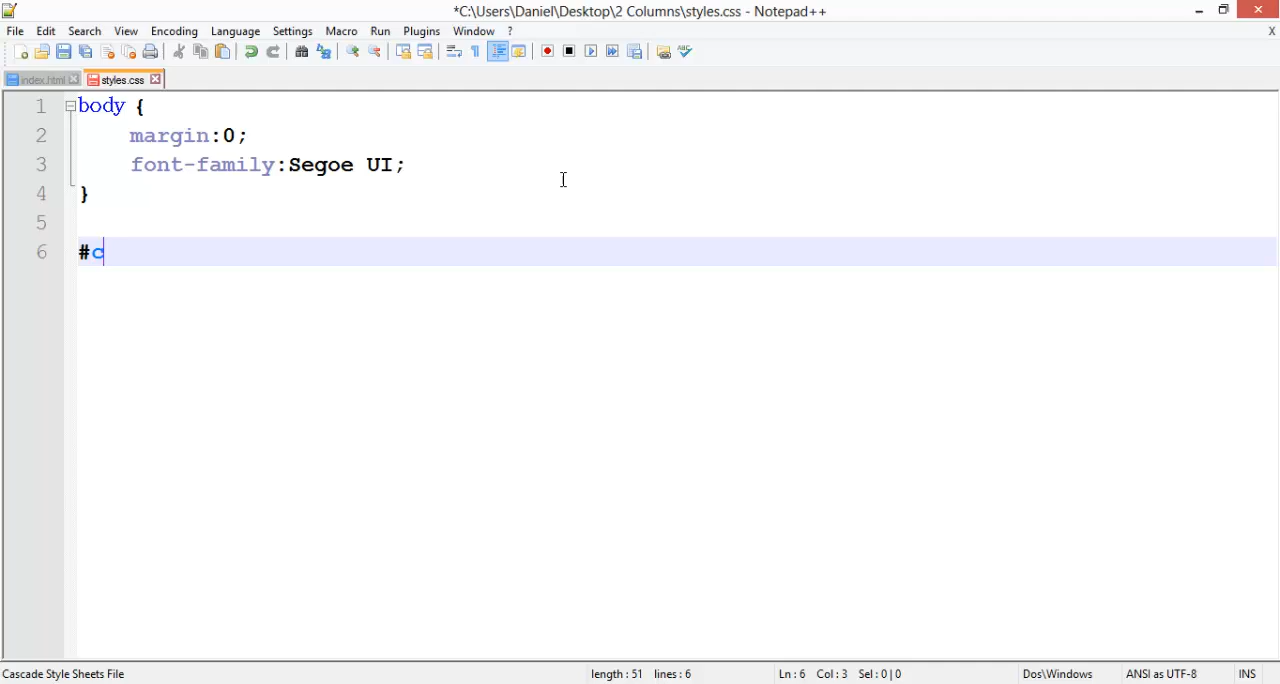 *C:\Users\Daniel\Desktop\2 Columns\styles.css - Notepad++
File Edit Search View Encoding Language Settings Macro Run Plugins Window ? X
index.html styles.css
1 body {
2 margin:0;
3 font-family:Segoe UI;
4 }
5
6 #c
Cascade Style Sheets File length : 51 lines : 6 Ln : 6 Col : 3 Sel : 0 | 0 Dos\Windows ANSI as UTF-8 INS